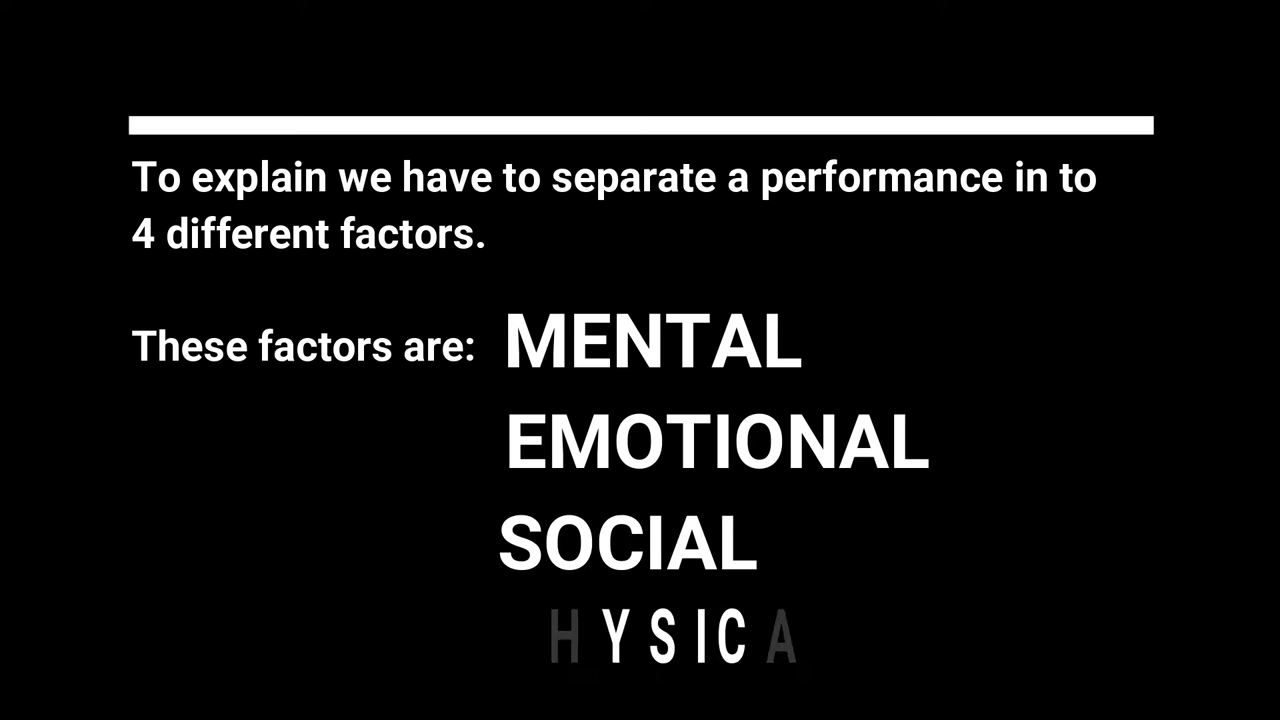 To explain we have to separate a performance in to
4 different factors.
These factors are: MENTAL
EMOTIONAL
SOCIAL
HYSICA